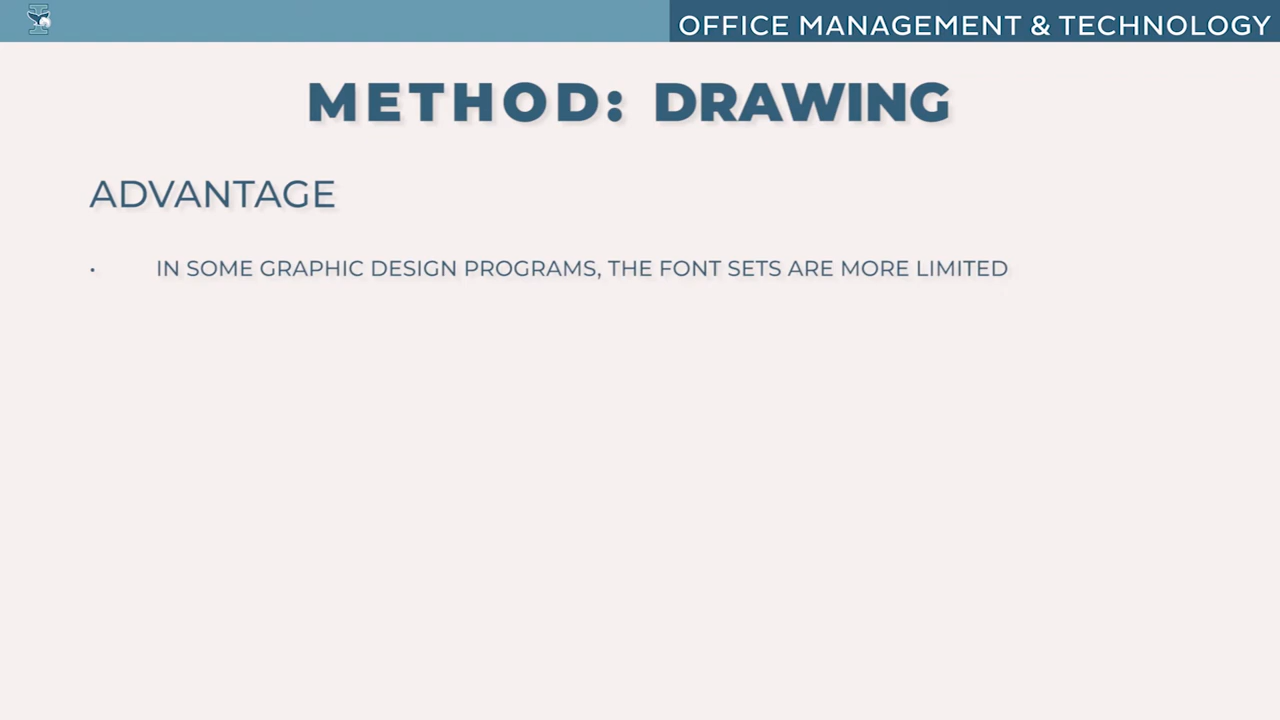 OFFICE MANAGEMENT & TECHNOLOGY
METHOD: DRAWING
ADVANTAGE
• IN SOME GRAPHIC DESIGN PROGRAMS, THE FONT SETS ARE MORE LIMITED